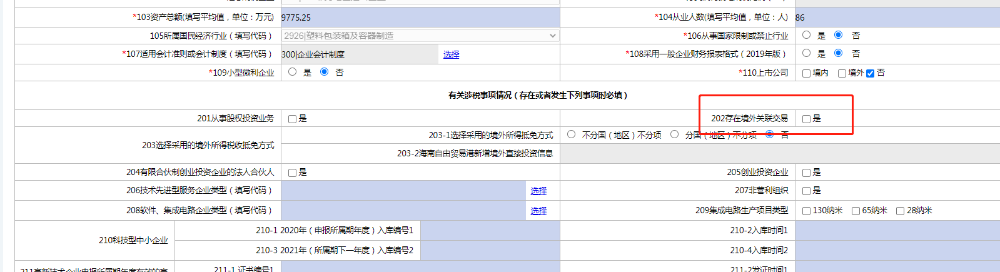 *103资产总额(填写平均值，单位：万元) 9775.25 *104从业人数(填写平均值，单位：人) 86
105所属国民经济行业（填写代码） 2926|塑料包装箱及容器制造 *106从事国家限制或禁止行业 是 否
*107适用会计准则或会计制度（填写代码） 300|企业会计制度 选择 *108采用一般企业财务报表格式（2019年版） 是 否
*109小型微利企业 是 否 *110上市公司 境内 境外 否
有关涉税事项情况（存在或者发生下列事项时必填）
201从事股权投资业务 是 202存在境外关联交易 是
203选择采用的境外所得税收抵免方式 203-1选择采用的境外所得抵免方式 不分国（地区）不分项 分国（地区）不分项 否
203-2海南自由贸易港新增境外直接投资信息
204有限合伙制创业投资企业的法人合伙人 是 205创业投资企业 是
206技术先进型服务企业类型（填写代码） 选择 207非营利组织 是
208软件、集成电路企业类型（填写代码） 选择 209集成电路生产项目类型 130纳米 65纳米 28纳米
210科技型中小企业 210-1 2020年（申报所属期年度）入库编号1 210-2入库时间1
210-3 2021年（所属期下一年度）入库编号2 210-4入库时间2
211高新技术企业申报所属期年度有效的高 211-1 证书编号1 211-2发证时间1